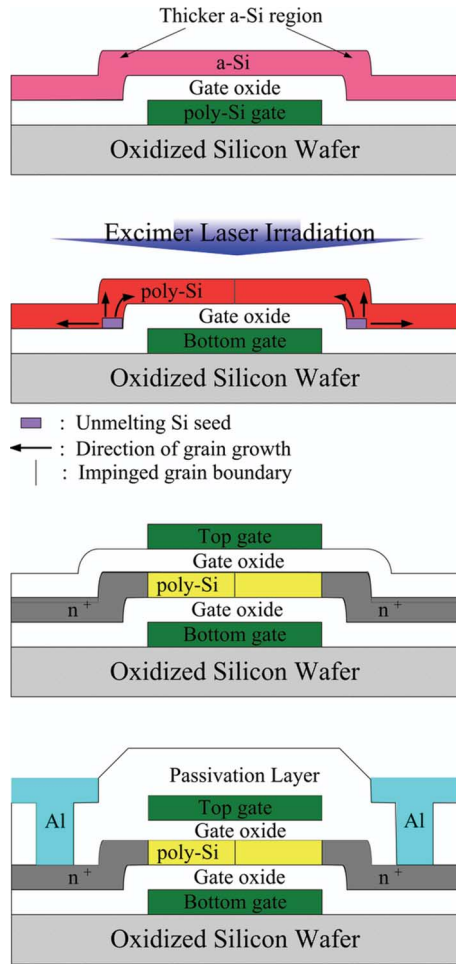 Thicker a-Si region
a-Si
Gate oxide
poly-Si gate
Oxidized Silicon Wafer
Excimer Laser Irradiation
poly-Si
Gate oxide
Bottom gate
Oxidized Silicon Wafer
: Unmelting Si seed
: Direction of grain growth
: Impinged grain boundary
Top gate
Gate oxide
poly-Si
n+ Gate oxide n+
Bottom gate
Oxidized Silicon Wafer
Passivation Layer
Top gate
Al Gate oxide Al
poly-Si
n+ Gate oxide n+
Bottom gate
Oxidized Silicon Wafer